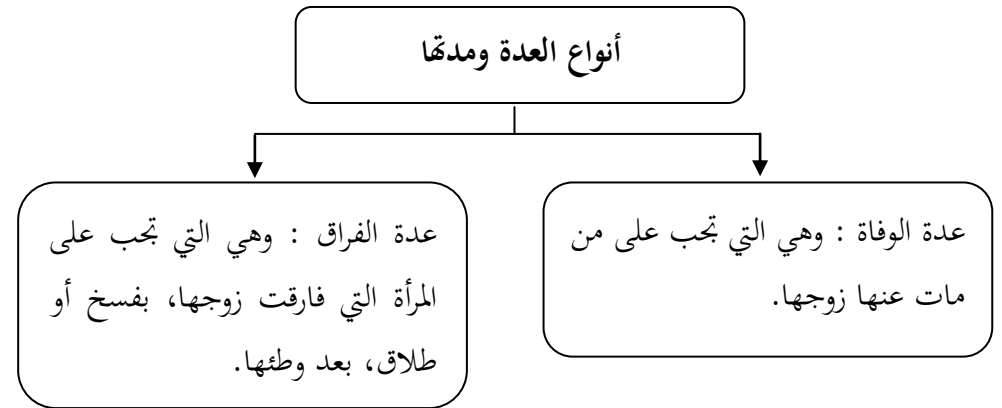 أنواع العدة ومدتها
عدة الوفاة : وهي التي تجب على من
مات عنها زوجها.
عدة الفراق : وهي التي تجب على
المرأة التي فارقت زوجها، بفسخ أو
طلاق، بعد وطئها.